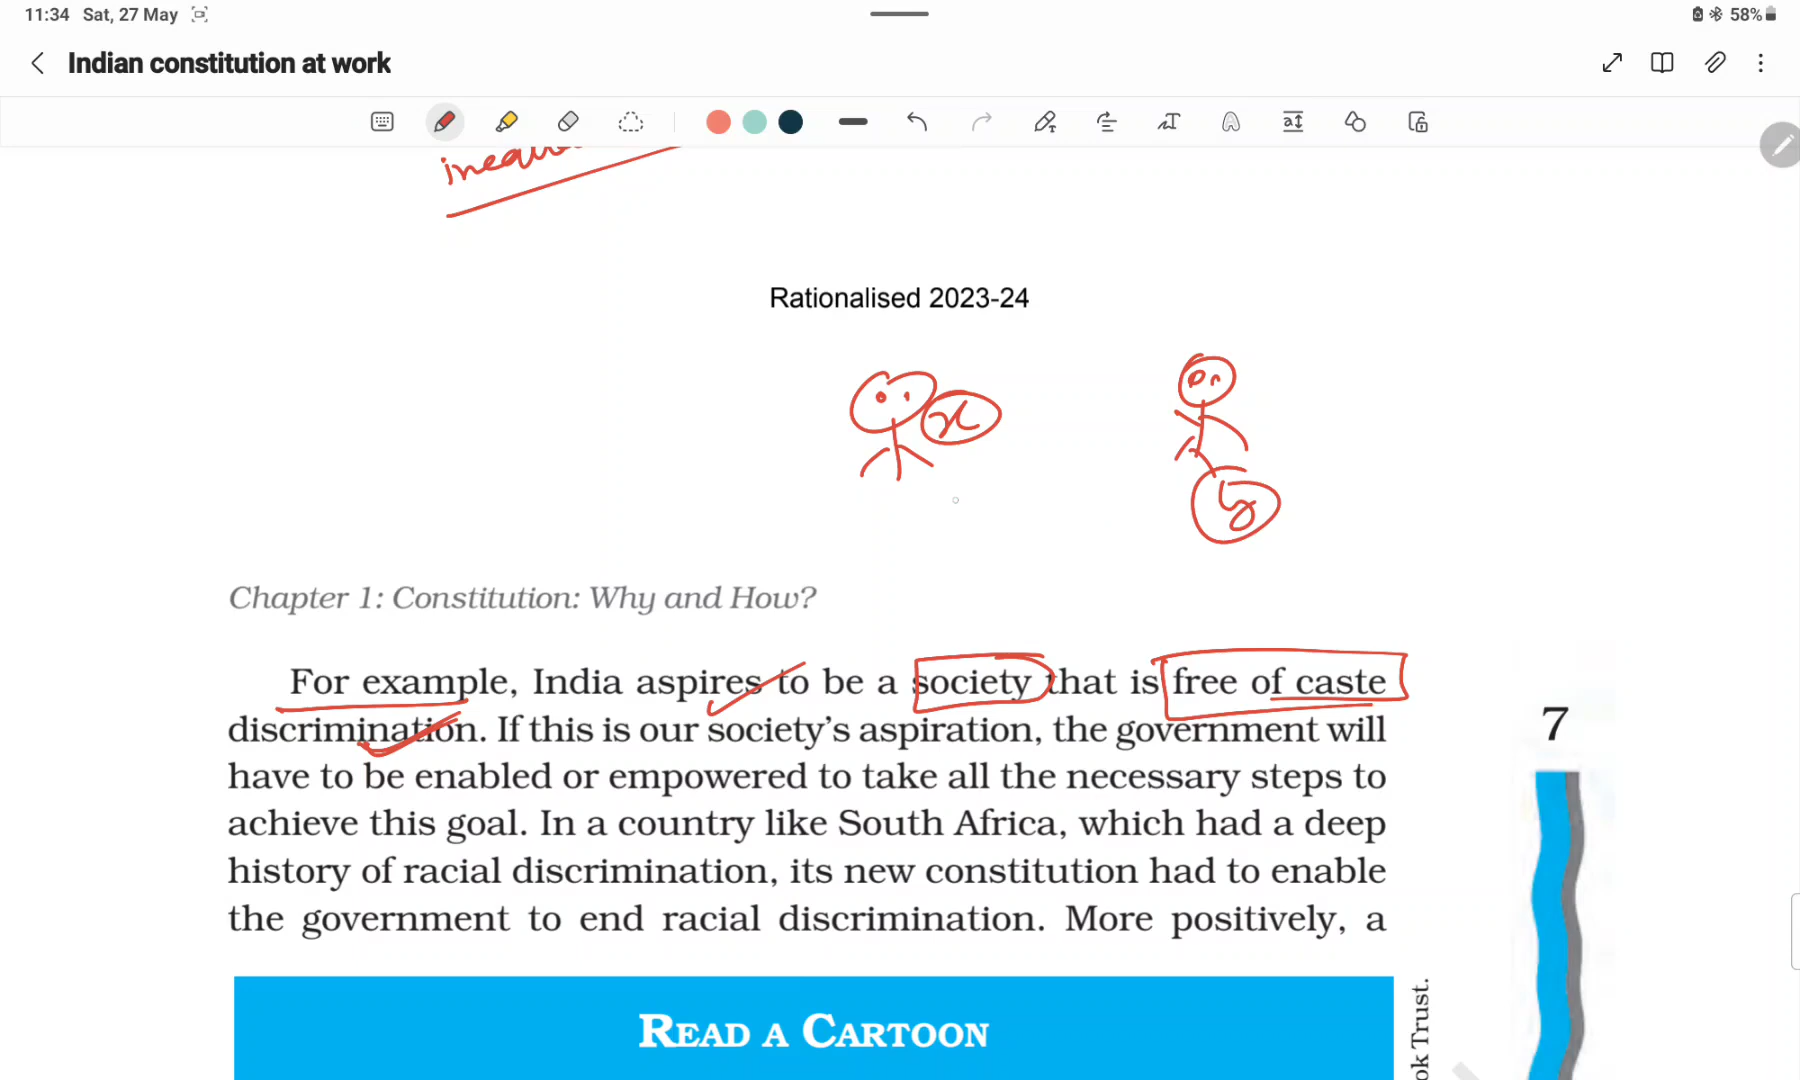 11:34 Sat, 27 May 58%
Indian constitution at work
Rationalised 2023-24
x
y
Chapter 1: Constitution: Why and How?
For example, India aspires to be a society that is free of caste
discrimination. If this is our society's aspiration, the government will
have to be enabled or empowered to take all the necessary steps to
achieve this goal. In a country like South Africa, which had a deep
history of racial discrimination, its new constitution had to enable
the government to end racial discrimination. More positively, a
7
READ A CARTOON
ok Trust.